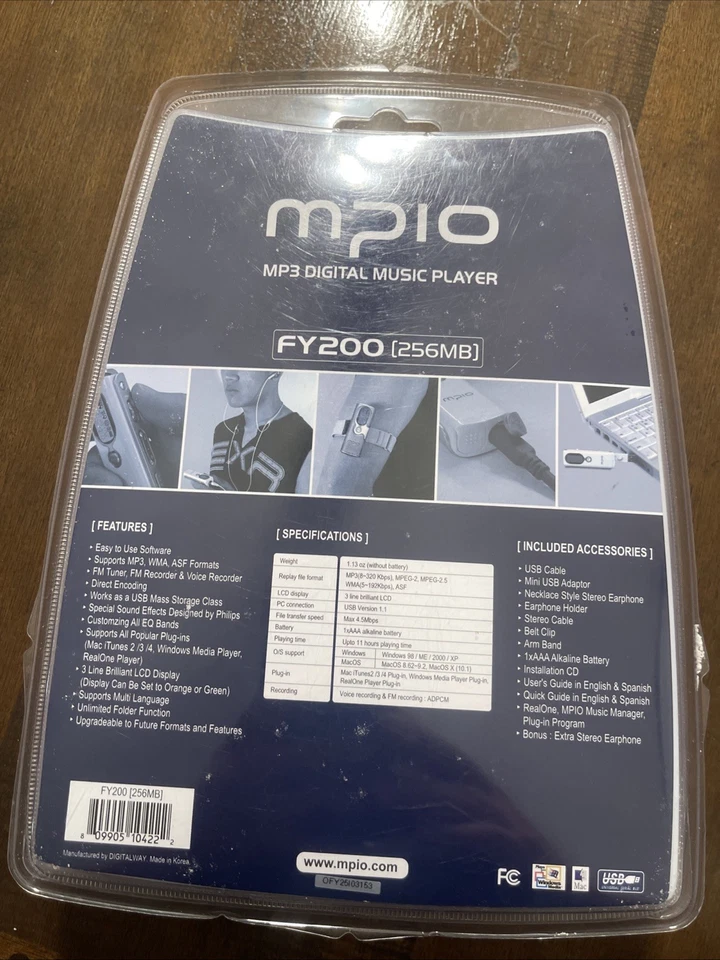 mpio
MP3 DIGITAL MUSIC PLAYER
FY200 [256MB]
mpio
[ FEATURES ]
• Easy to Use Software
• Supports MP3, WMA, ASF Formats
• FM Tuner, FM Recorder & Voice Recorder
• Direct Encoding
• Works as a USB Mass Storage Class
• Special Sound Effects Designed by Philips
• Customzing All EQ Bands
• Supports All Popular Plug-ins
(Mac iTunes 2 /3 /4, Windows Media Player,
RealOne Player)
• 3 Line Brilliant LCD Display
(Display Can Be Set to Orange or Green)
• Supports Multi Language
• Unlimited Folder Function
• Upgradeable to Future Formats and Features
[ SPECIFICATIONS ]
Weight 1.13 oz (without battery)
Replay file format MP3(8~320 Kbps), MPEG-2, MPEG-2.5
WMA(5~192Kbps), ASF
LCD display 3 line brilliant LCD
PC connection USB Version 1.1
File transfer speed Max 4.5Mbps
Battery 1xAAA alkaline battery
Playing time Upto 11 hours playing time
O/S support Windows Windows 98 / ME / 2000 / XP
MacOS MacOS 8.62~9.2, MacOS X (10.1)
Plug-in Mac iTunes2 /3 /4 Plug-in, Windows Media Player Plug-in,
RealOne Player Plug-in
Recording Voice recording & FM recording : ADPCM
[ INCLUDED ACCESSORIES ]
• USB Cable
• Mini USB Adaptor
• Necklace Style Stereo Earphone
• Earphone Holder
• Stereo Cable
• Belt Clip
• Arm Band
• 1xAAA Alkaline Battery
• Installation CD
• User's Guide in English & Spanish
• Quick Guide in English & Spanish
• RealOne, MPIO Music Manager,
Plug-in Program
• Bonus : Extra Stereo Earphone
FY200 [256MB]
8 09905 10422 2
Manufactured by DIGITALWAY. Made in Korea.
www.mpio.com
OFY25I03153
FC
Windows
Mac
USB